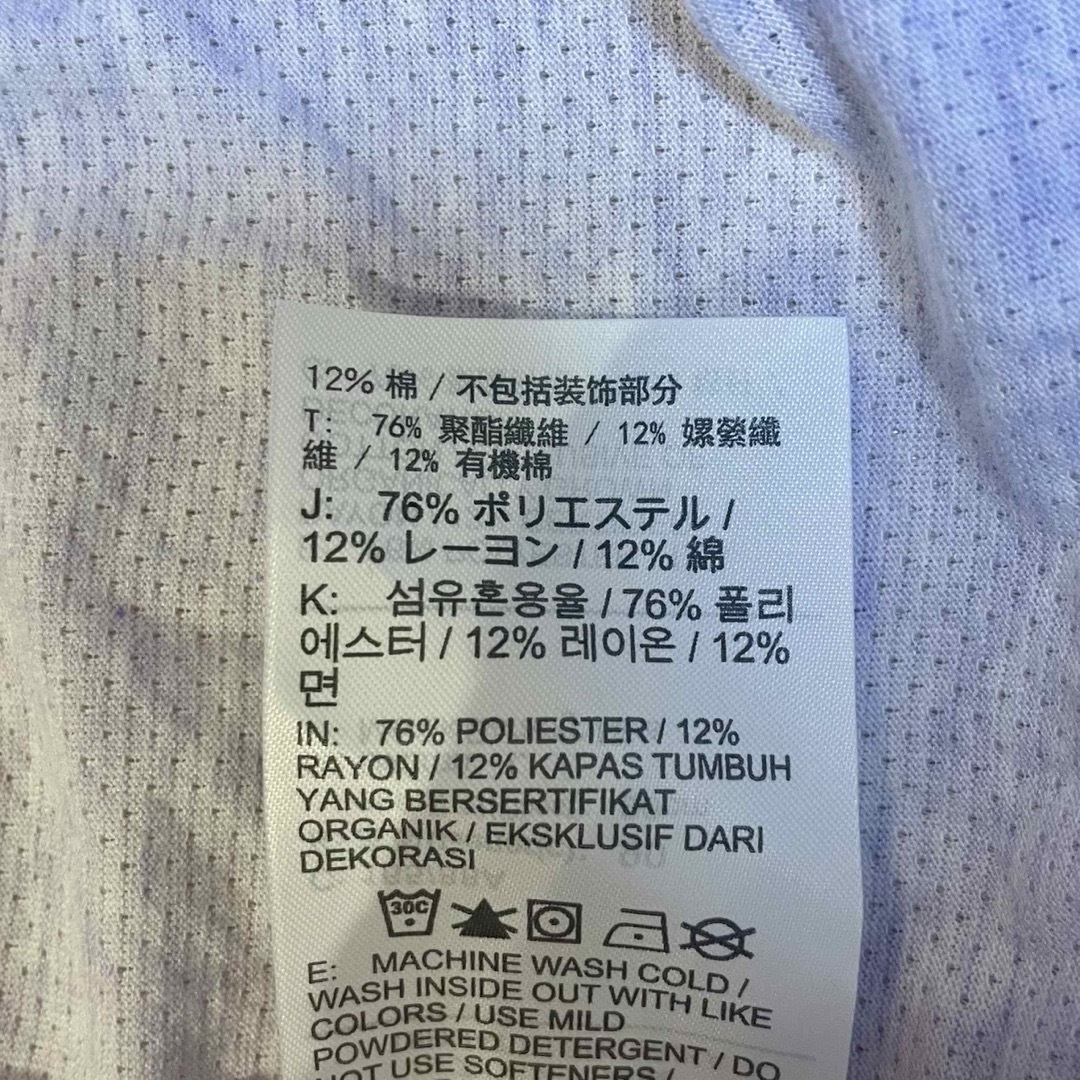 12% 棉 / 不包括装饰部分
T: 76% 聚酯纖維 / 12% 嫘縈纖
維 / 12% 有機棉
J: 76% ポリエステル /
12% レーヨン / 12% 綿
K: 섬유혼용율 / 76% 폴리
에스터 / 12% 레이온 / 12%
면
IN: 76% POLIESTER / 12%
RAYON / 12% KAPAS TUMBUH
YANG BERSERTIFIKAT
ORGANIK / EKSKLUSIF DARI
DEKORASI
30C
E: MACHINE WASH COLD /
WASH INSIDE OUT WITH LIKE
COLORS / USE MILD
POWDERED DETERGENT / DO
NOT USE SOFTENERS /